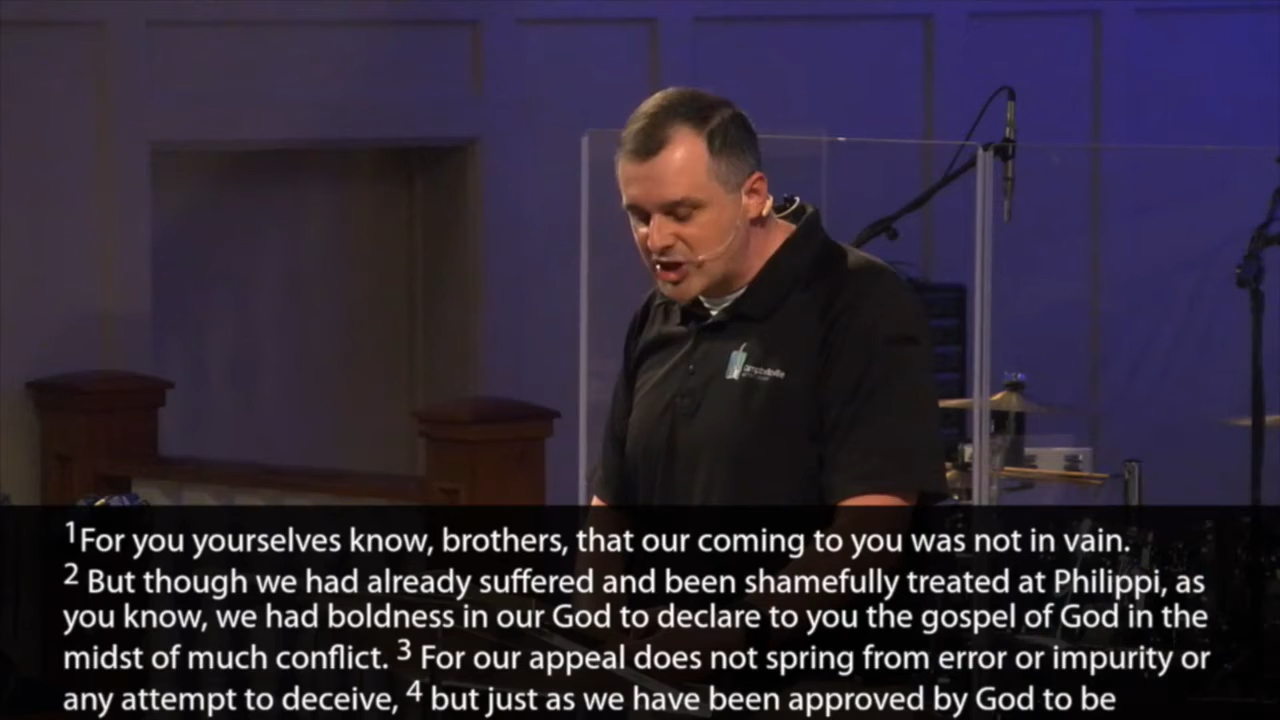 1For you yourselves know, brothers, that our coming to you was not in vain.
2 But though we had already suffered and been shamefully treated at Philippi, as
you know, we had boldness in our God to declare to you the gospel of God in the
midst of much conflict. 3 For our appeal does not spring from error or impurity or
any attempt to deceive, 4 but just as we have been approved by God to be